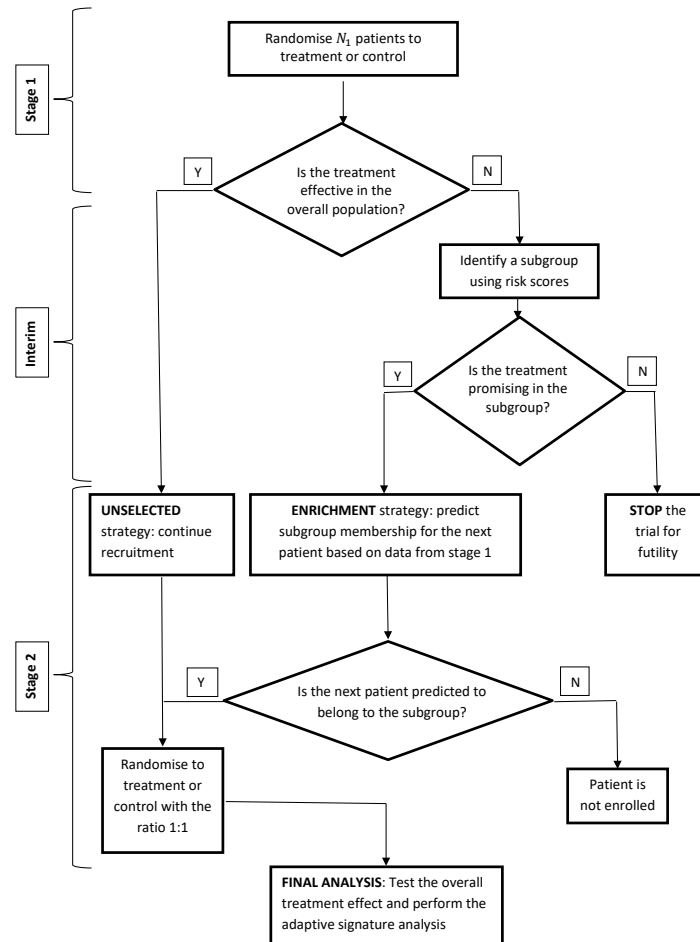 Stage 1
Randomise N₁ patients to
treatment or control
Y
Is the treatment
effective in the
overall population?
N
Interim
Identify a subgroup
using risk scores
Y
Is the treatment
promising in the
subgroup?
N
Stage 2
UNSELECTED
strategy: continue
recruitment
ENRICHMENT strategy: predict
subgroup membership for the next
patient based on data from stage 1
STOP the
trial for
futility
Y
Is the next patient predicted to
belong to the subgroup?
N
Randomise to
treatment or
control with the
ratio 1:1
Patient is
not enrolled
FINAL ANALYSIS: Test the overall
treatment effect and perform the
adaptive signature analysis